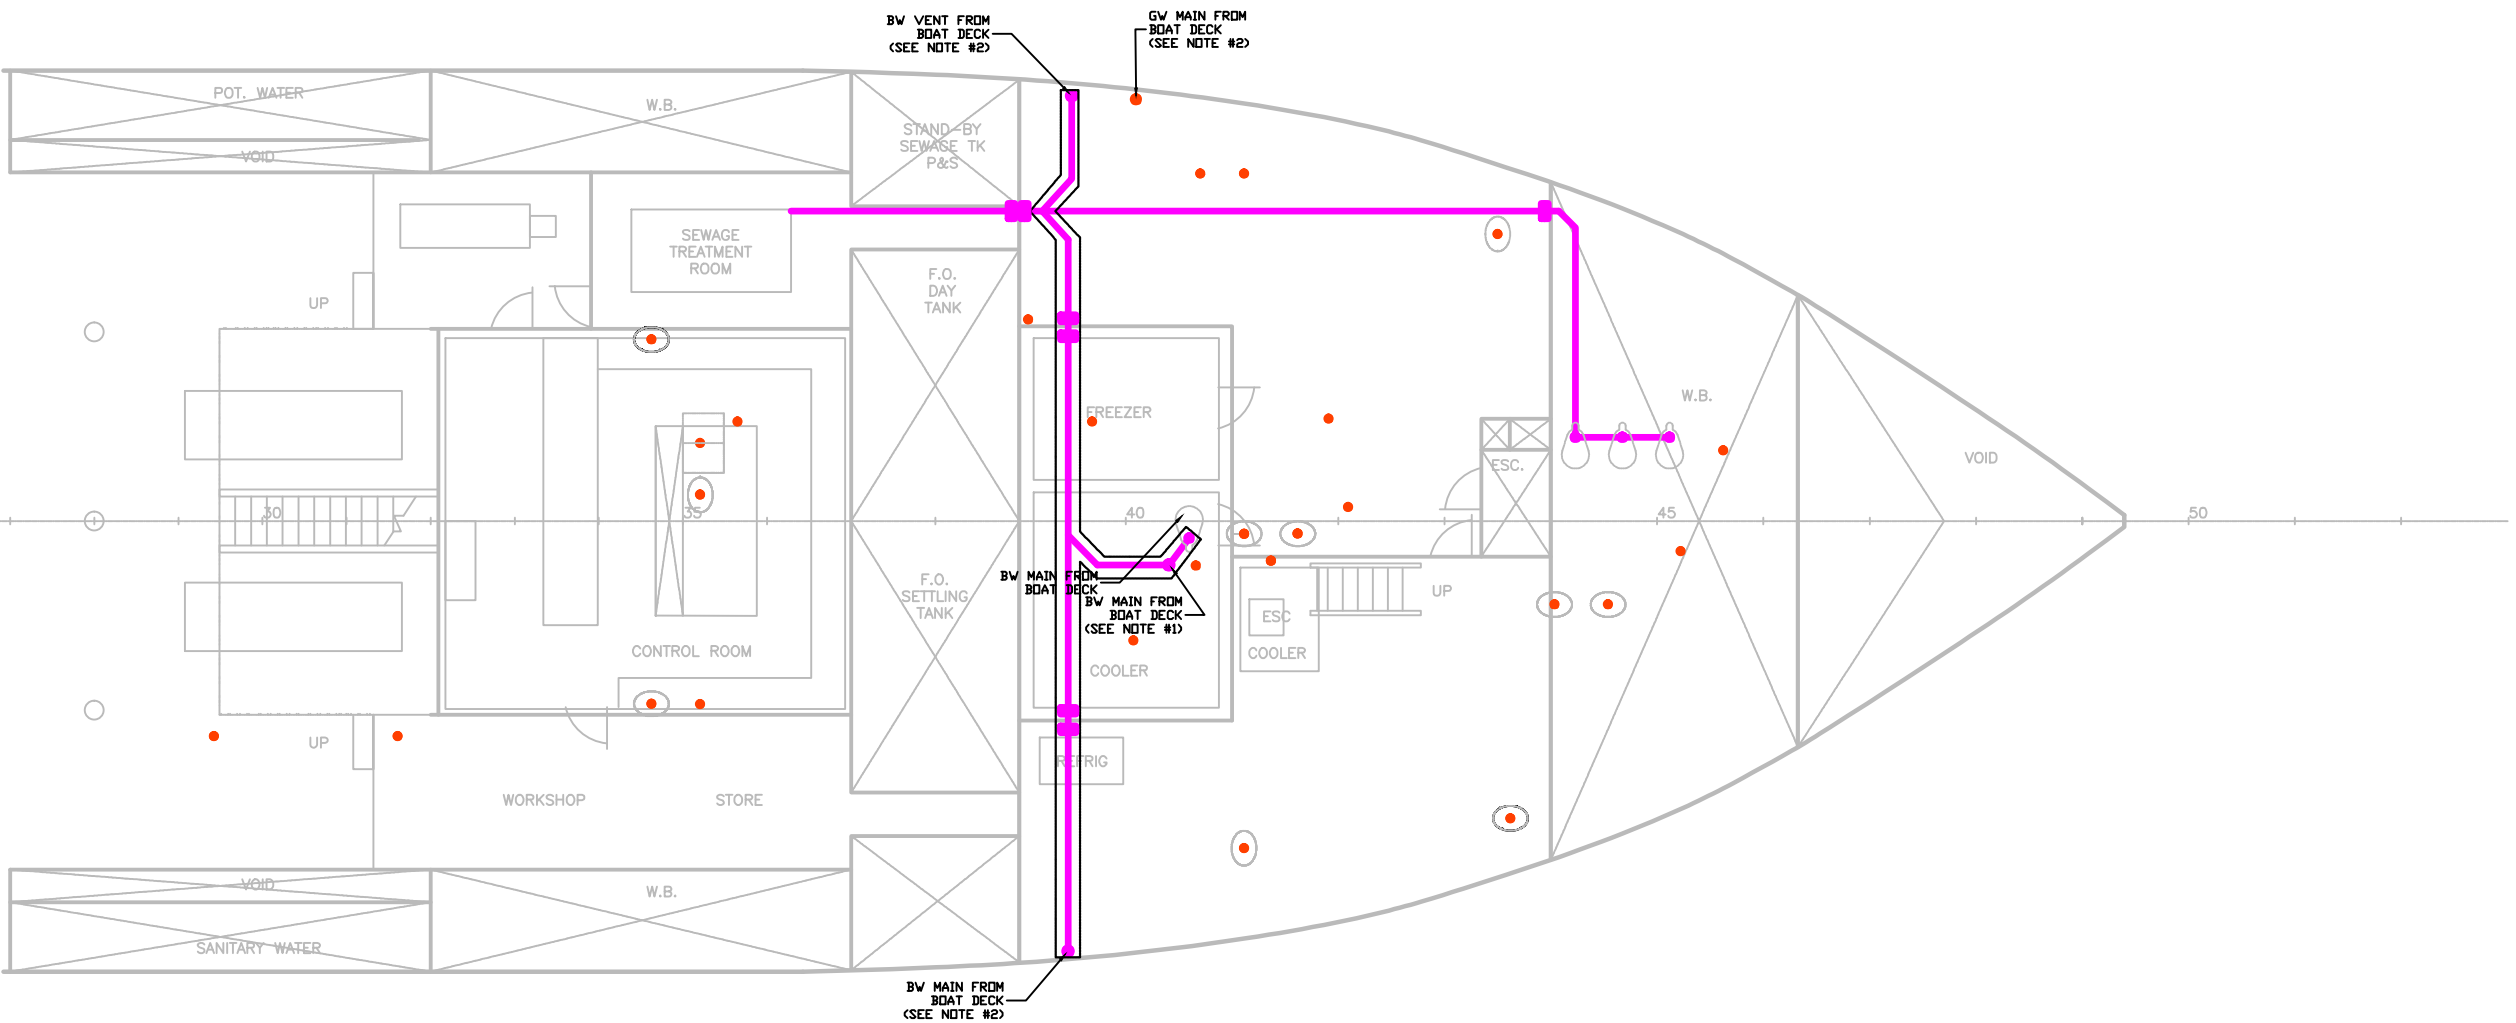 BW VENT FROM
BOAT DECK
(SEE NOTE #2)
GW MAIN FROM
BOAT DECK
(SEE NOTE #2)
POT. WATER
W.B.
VOID
STAND-BY
SEWAGE TK
P&S
SEWAGE
TREATMENT
ROOM
F.O.
DAY
TANK
UP
FREEZER
W.B.
VOID
ESC.
30
35
40
45
50
F.O.
SETTLING
TANK
BW MAIN FROM
BOAT DECK
BW MAIN FROM
BOAT DECK
(SEE NOTE #1)
UP
ESC
COOLER
CONTROL ROOM
COOLER
UP
REFRIG
WORKSHOP
STORE
VOID
W.B.
SANITARY WATER
BW MAIN FROM
BOAT DECK
(SEE NOTE #2)